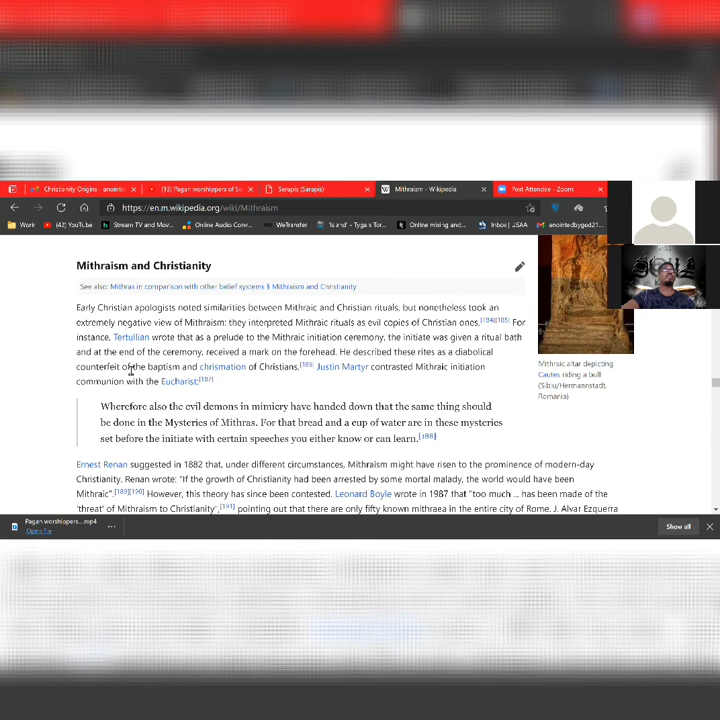 Christianity Origins - anointe
(13) Pagan worshippers of Sa
Serapis (Sarapie)
Mithraism - Wikipedia
Post Attendee - Zoom
https://en.m.wikipedia.org/wiki/Mithraism
Work
(42) YouTube
Stream TV and Mov...
Online Audio Conv...
WeTransfer
'Is and' - Tyga x Tor...
Online mixing and...
Incoru | JSAA
anointedbygod21...
Mithraism and Christianity
See also: Mithras in comparison with other belief systems § Mithraism and Christianity
Early Christian apologists noted similarities between Mithraic and Christian rituals, but nonetheless took an
extremely negative view of Mithraism: they interpreted Mithraic rituals as evil copies of Christian ones.[194][185] For
instance, Tertullian wrote that as a prelude to the Mithraic initiation ceremony, the initiate was given a ritual bath
and at the end of the ceremony, received a mark on the forehead. He described these rites as a diabolical
counterfeit of the baptism and chrismation of Christians.[186] Justin Martyr contrasted Mithraic initiation
communion with the Eucharist:[187]
Wherefore also the evil demons in mimicry have handed down that the same thing should
be done in the Mysteries of Mithras. For that bread and a cup of water are in these mysteries
set before the initiate with certain speeches you either know or can learn.[188]
Ernest Renan suggested in 1882 that, under different circumstances, Mithraism might have risen to the prominence of modern-day
Christianity. Renan wrote: "If the growth of Christianity had been arrested by some mortal malady, the world would have been
Mithraic".[189][190] However, this theory has since been contested. Leonard Boyle wrote in 1987 that "too much ... has been made of the
'threat' of Mithraism to Christianity",[191] pointing out that there are only fifty known mithraea in the entire city of Rome. J. Alvar Ezquerra
Mithraic altar depicting
Cautes riding a bull
(Sibiu/Hermannstadt,
Romania)
Pagan worshippers....mp4
Open file
Show all